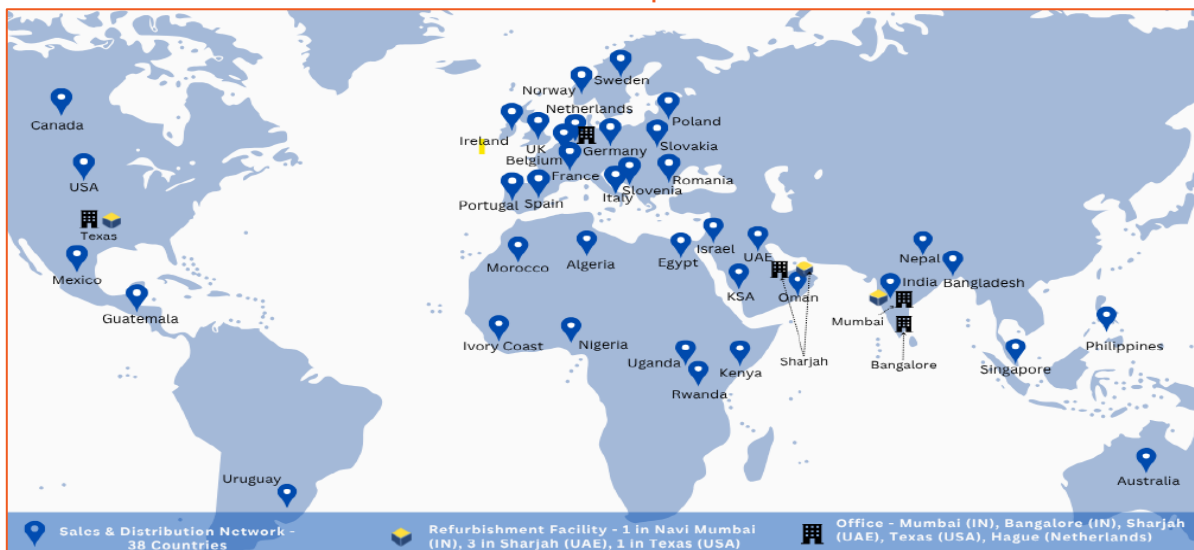 Sweden
Norway
Netherlands
Canada
Poland
Ireland
UK
Germany
Slovakia
Belgium
USA
France
Romania
Slovenia
Italy
Portugal
Spain
Texas
Israel
UAE
Nepal
Morocco
Algeria
Egypt
Mexico
India
Bangladesh
KSA
Oman
Guatemala
Mumbai
Ivory Coast
Nigeria
Philippines
Uganda
Kenya
Sharjah
Bangalore
Singapore
Rwanda
Uruguay
Australia
Sales & Distribution Network -
38 Countries
Refurbishment Facility - 1 in Navi Mumbai
(IN), 3 in Sharjah (UAE), 1 in Texas (USA)
Office - Mumbai (IN), Bangalore (IN), Sharjah
(UAE), Texas (USA), Hague (Netherlands)